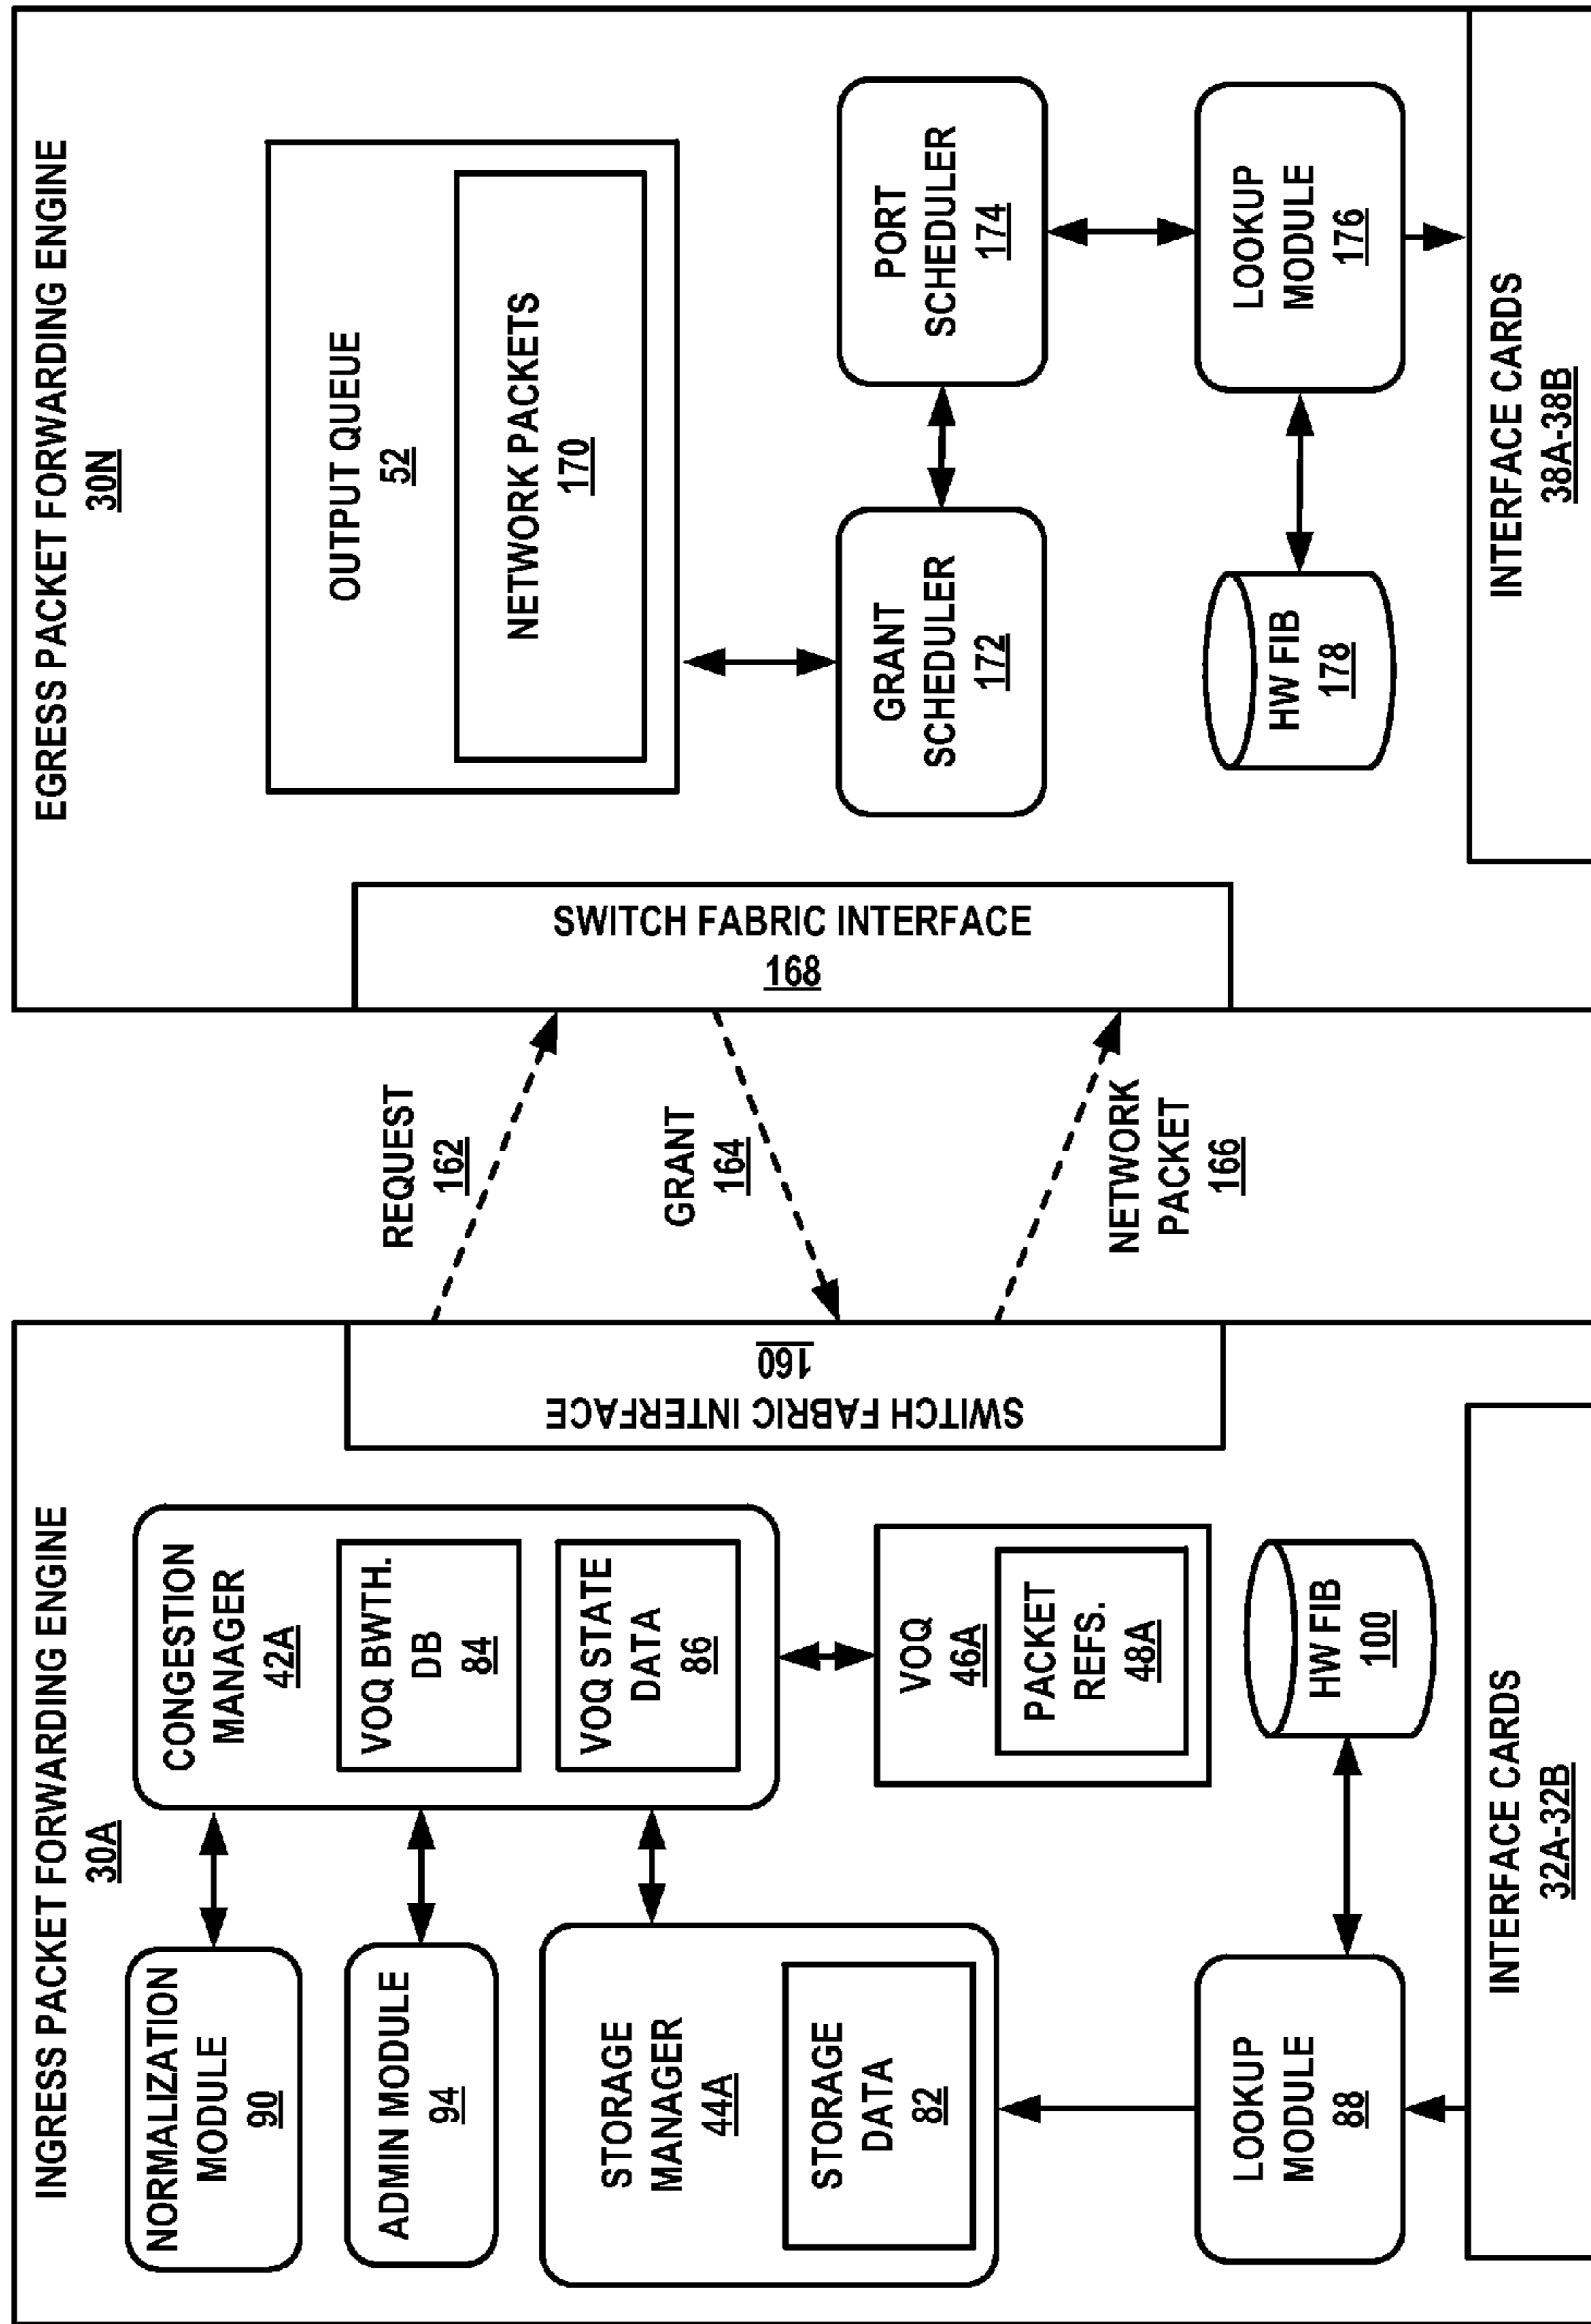 INGRESS PACKET FORWARDING ENGINE
30A
NORMALIZATION
MODULE
90
ADMIN MODULE
94
STORAGE
MANAGER
44A
STORAGE
DATA
82
LOOKUP
MODULE
88
CONGESTION
MANAGER
42A
VOQ BWTH.
DB
84
VOQ STATE
DATA
86
VOQ
46A
PACKET
REFS.
48A
HW FIB
100
INTERFACE CARDS
32A-32B
SWITCH FABRIC INTERFACE
160
REQUEST
162
GRANT
164
NETWORK
PACKET
166
EGRESS PACKET FORWARDING ENGINE
30N
SWITCH FABRIC INTERFACE
168
OUTPUT QUEUE
52
NETWORK PACKETS
170
GRANT
SCHEDULER
172
PORT
SCHEDULER
174
HW FIB
178
LOOKUP
MODULE
176
INTERFACE CARDS
38A-38B